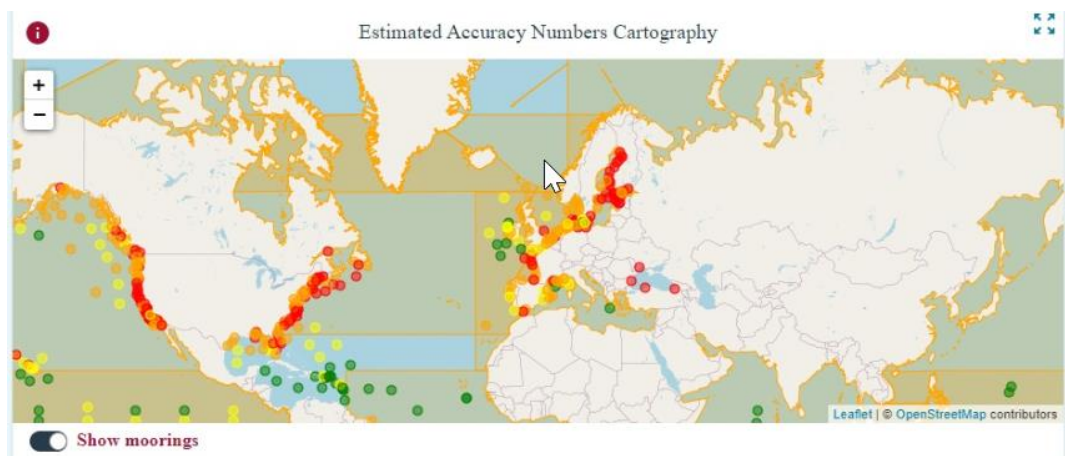 i
Estimated Accuracy Numbers Cartography
+
−
Leaflet | © OpenStreetMap contributors
Show moorings